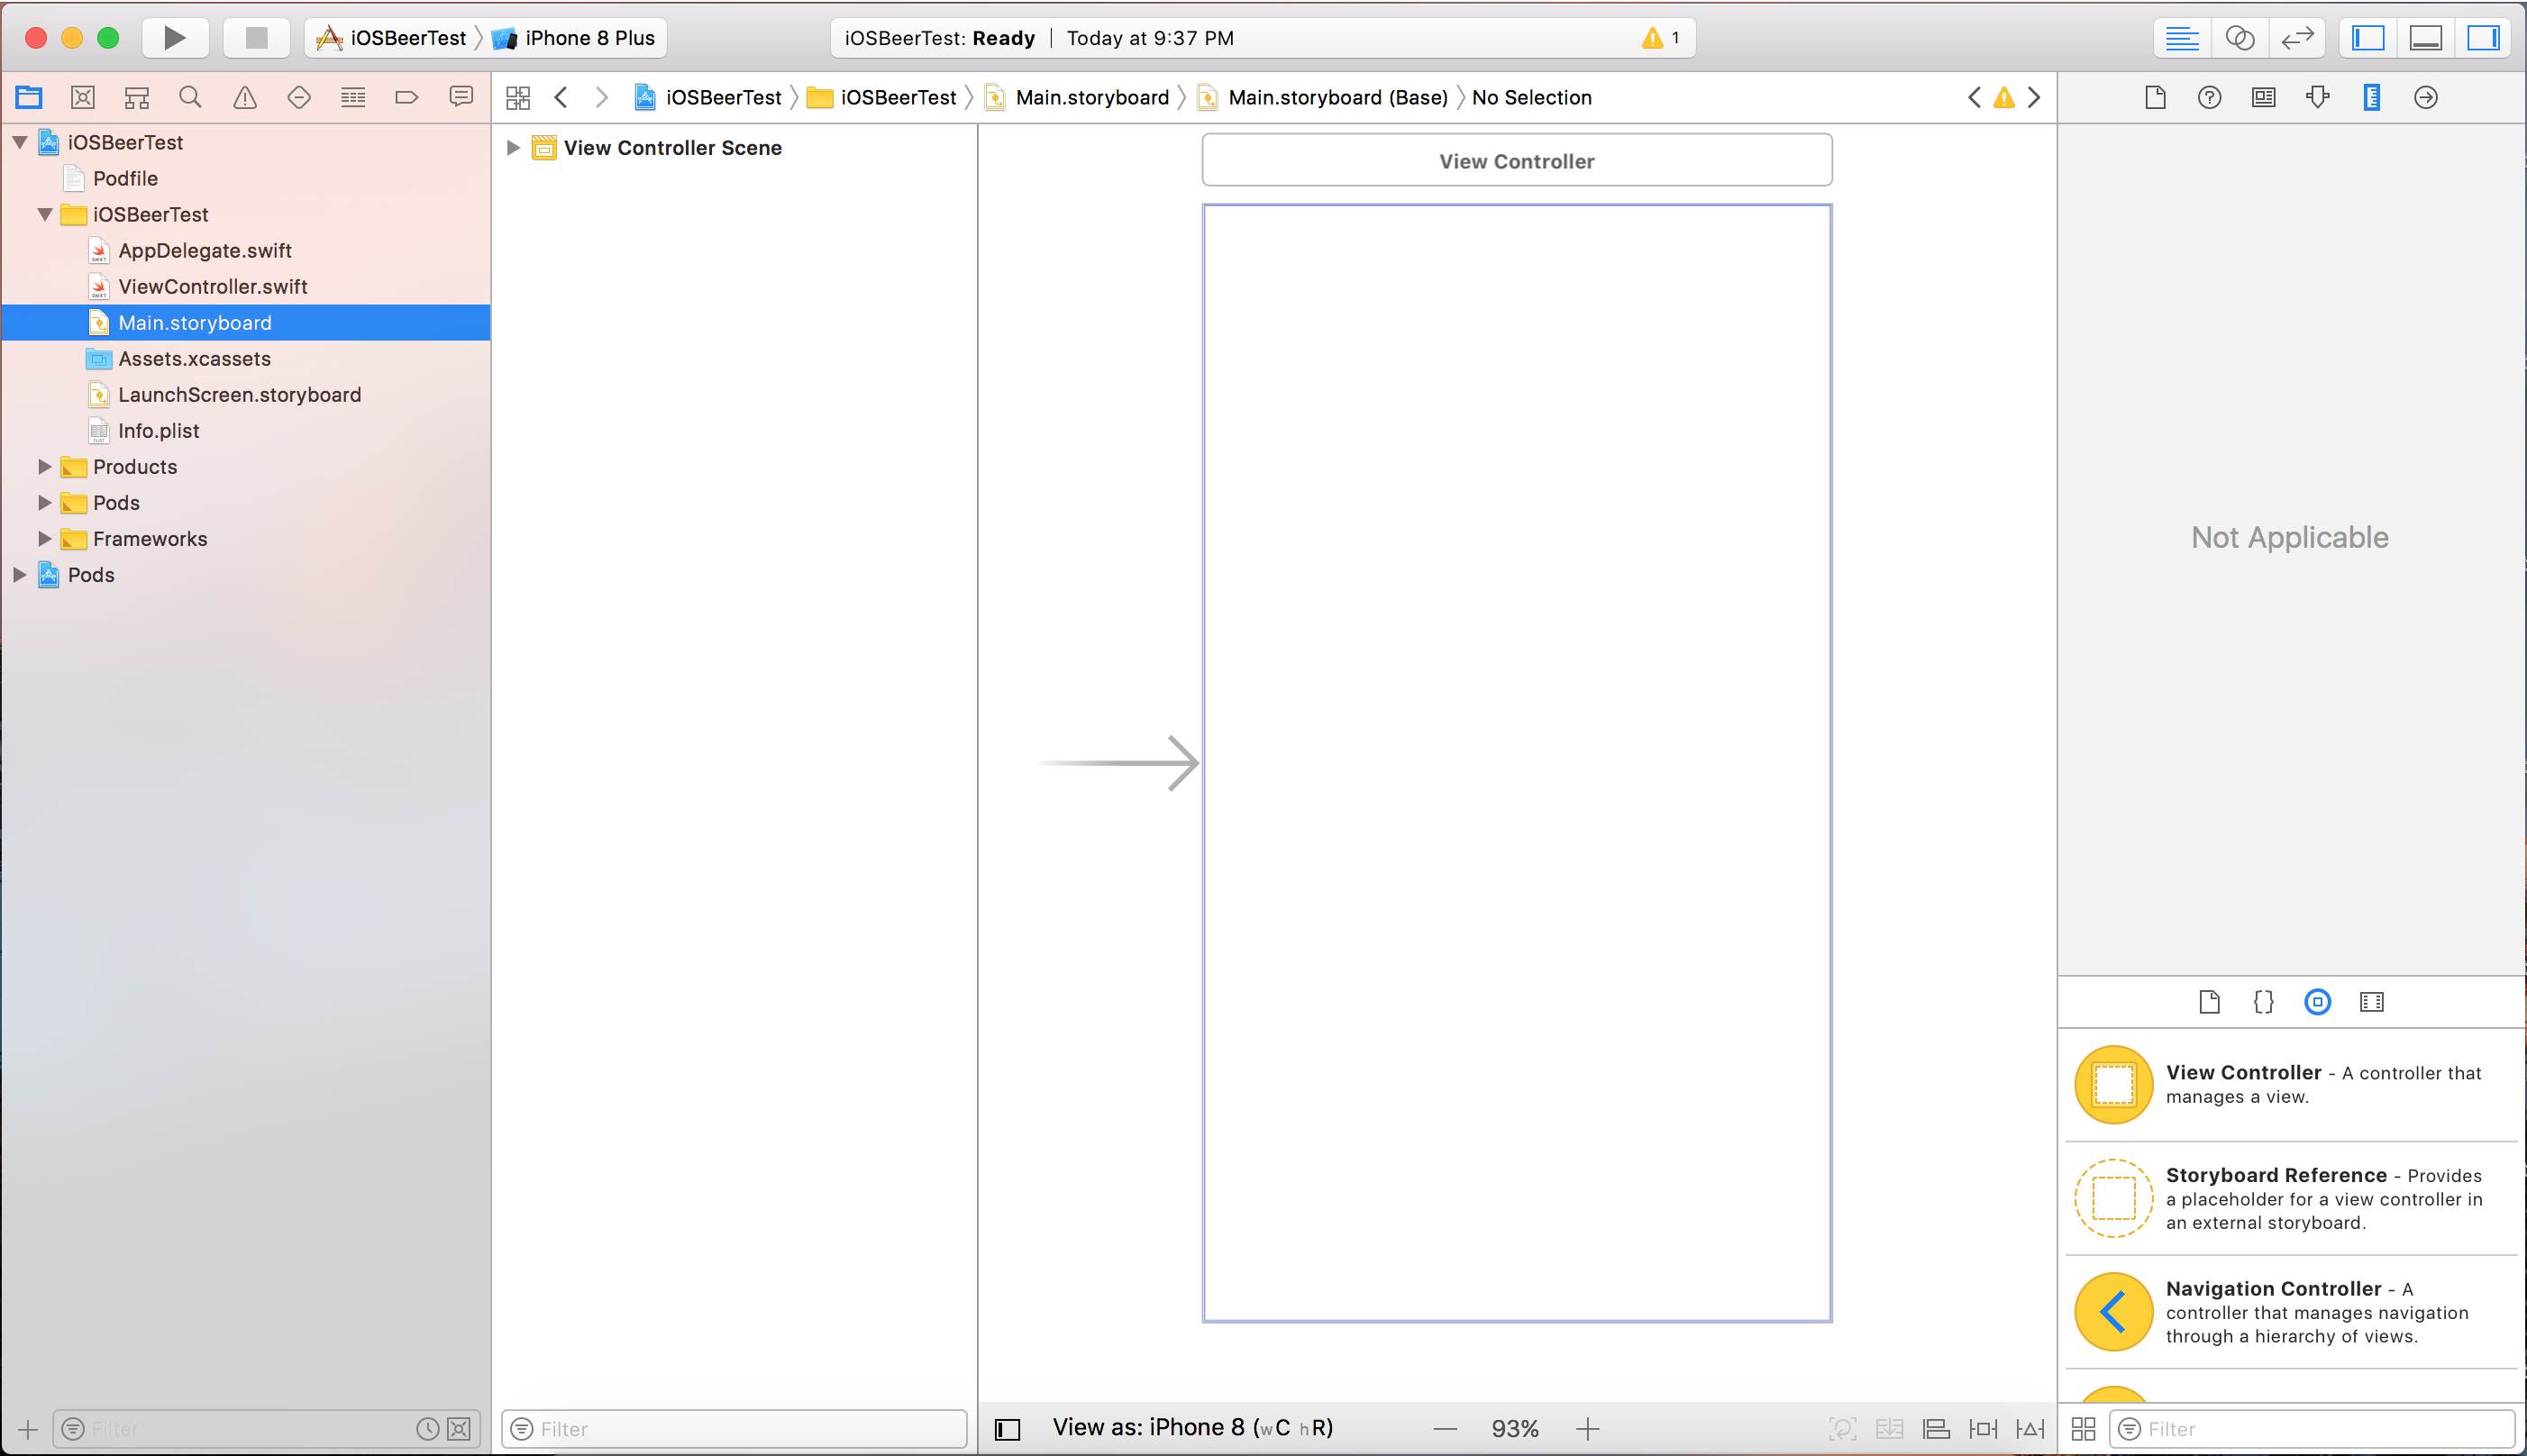 iOSBeerTest
iPhone 8 Plus
iOSBeerTest: Ready
Today at 9:37 PM
1
iOSBeerTest
iOSBeerTest
Main.storyboard
Main.storyboard (Base)
No Selection
iOSBeerTest
Podfile
iOSBeerTest
AppDelegate.swift
ViewController.swift
Main.storyboard
Assets.xcassets
LaunchScreen.storyboard
Info.plist
Products
Pods
Frameworks
Pods
Filter
View Controller Scene
Filter
View Controller
View as: iPhone 8 (wC hR)
93%
Not Applicable
View Controller - A controller that
manages a view.
Storyboard Reference - Provides
a placeholder for a view controller in
an external storyboard.
Navigation Controller - A
controller that manages navigation
through a hierarchy of views.
Filter